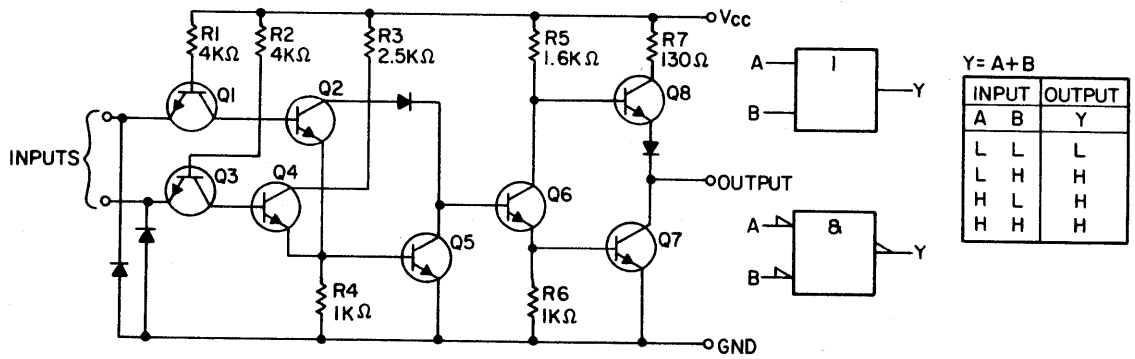 R1
4KΩ
R2
4KΩ
R3
2.5KΩ
R5
1.6KΩ
R7
130Ω
Vcc
Q1
Q2
Q8
INPUTS
Q3
Q4
Q6
OUTPUT
Q5
Q7
R4
1KΩ
R6
1KΩ
GND
A
B
1
Y
A
B
&
Y
Y= A+B
INPUT OUTPUT
A B Y
L L L
L H H
H L H
H H H